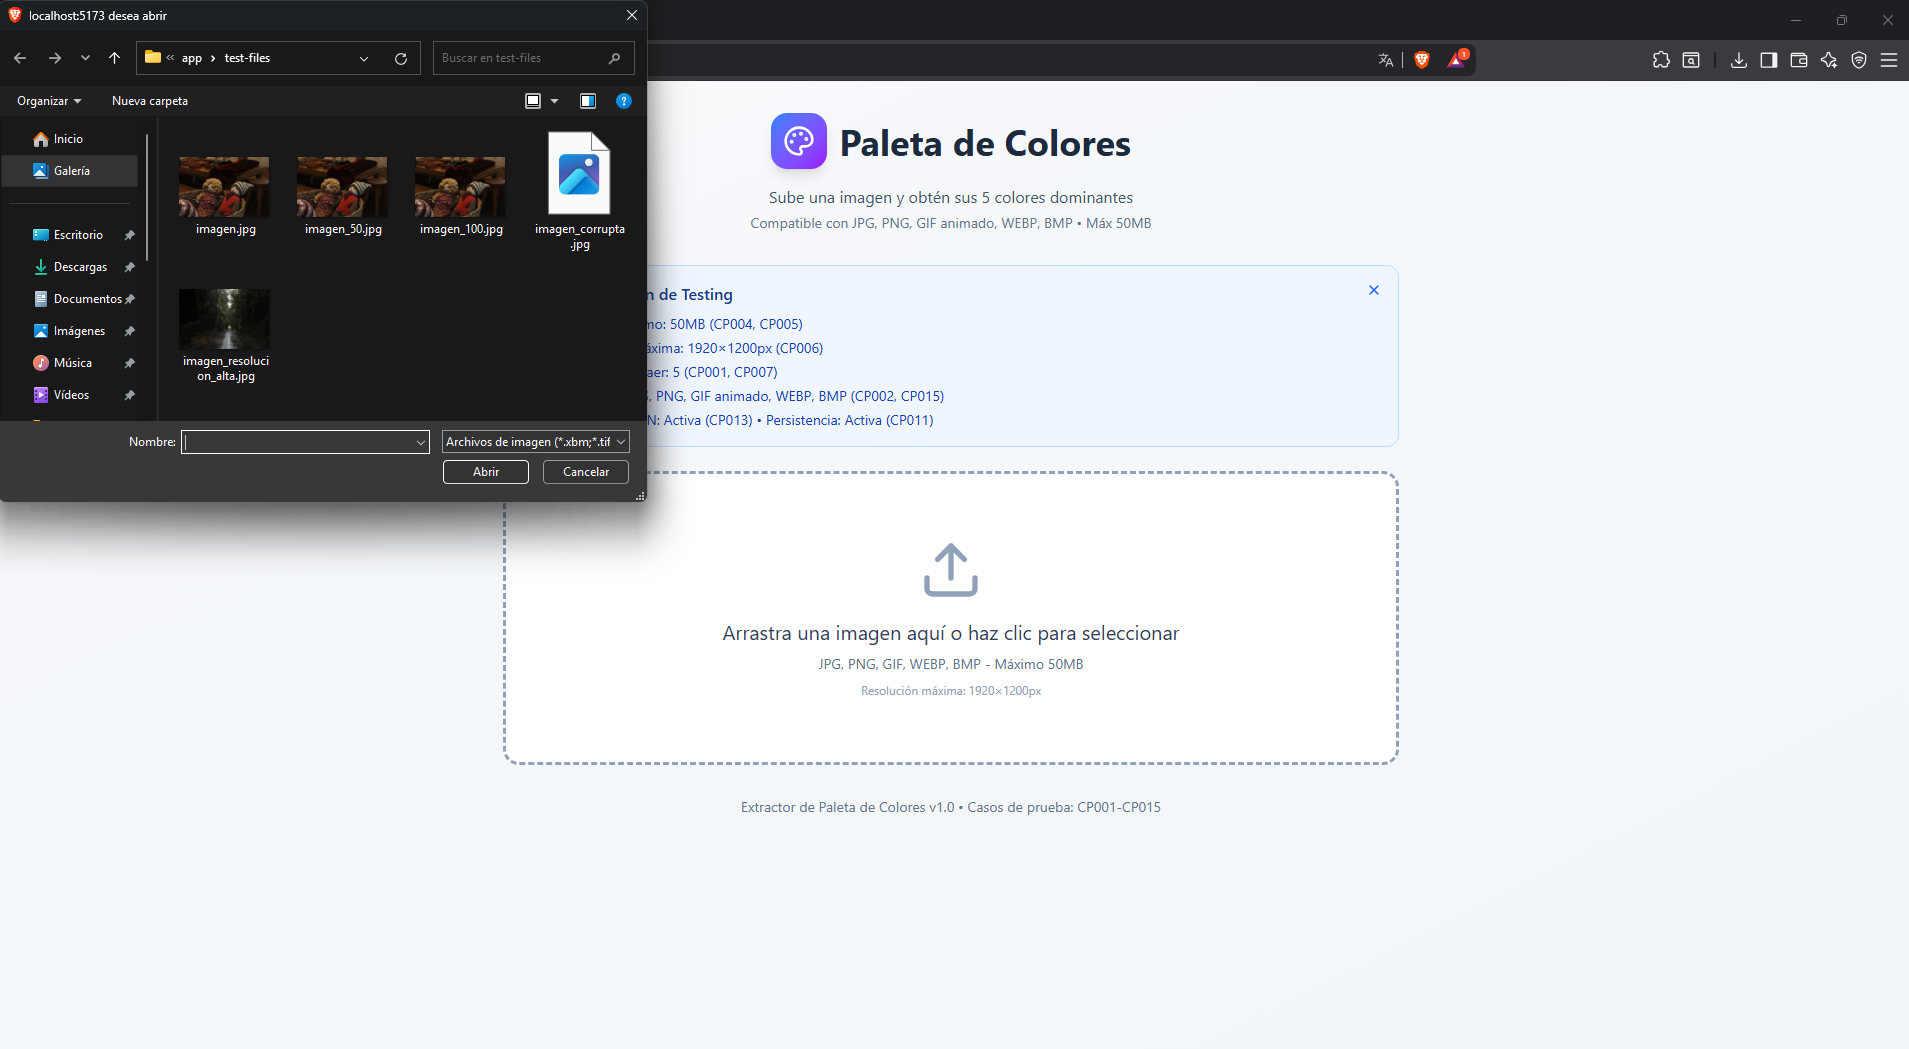 localhost:5173 desea abrir
« app > test-files
Buscar en test-files
Organizar
Nueva carpeta
?
Inicio
Galería
Escritorio
Descargas
Documentos
Imágenes
Música
Vídeos
imagen.jpg
imagen_50.jpg
imagen_100.jpg
imagen_corrupta
.jpg
imagen_resoluci
on_alta.jpg
Nombre:
Archivos de imagen (*.xbm;*.tif
Abrir
Cancelar
1
Paleta de Colores
Sube una imagen y obtén sus 5 colores dominantes
Compatible con JPG, PNG, GIF animado, WEBP, BMP • Máx 50MB
n de Testing
mo: 50MB (CP004, CP005)
áxima: 1920×1200px (CP006)
aer: 5 (CP001, CP007)
, PNG, GIF animado, WEBP, BMP (CP002, CP015)
N: Activa (CP013) • Persistencia: Activa (CP011)
Arrastra una imagen aquí o haz clic para seleccionar
JPG, PNG, GIF, WEBP, BMP - Máximo 50MB
Resolución máxima: 1920×1200px
Extractor de Paleta de Colores v1.0 • Casos de prueba: CP001-CP015